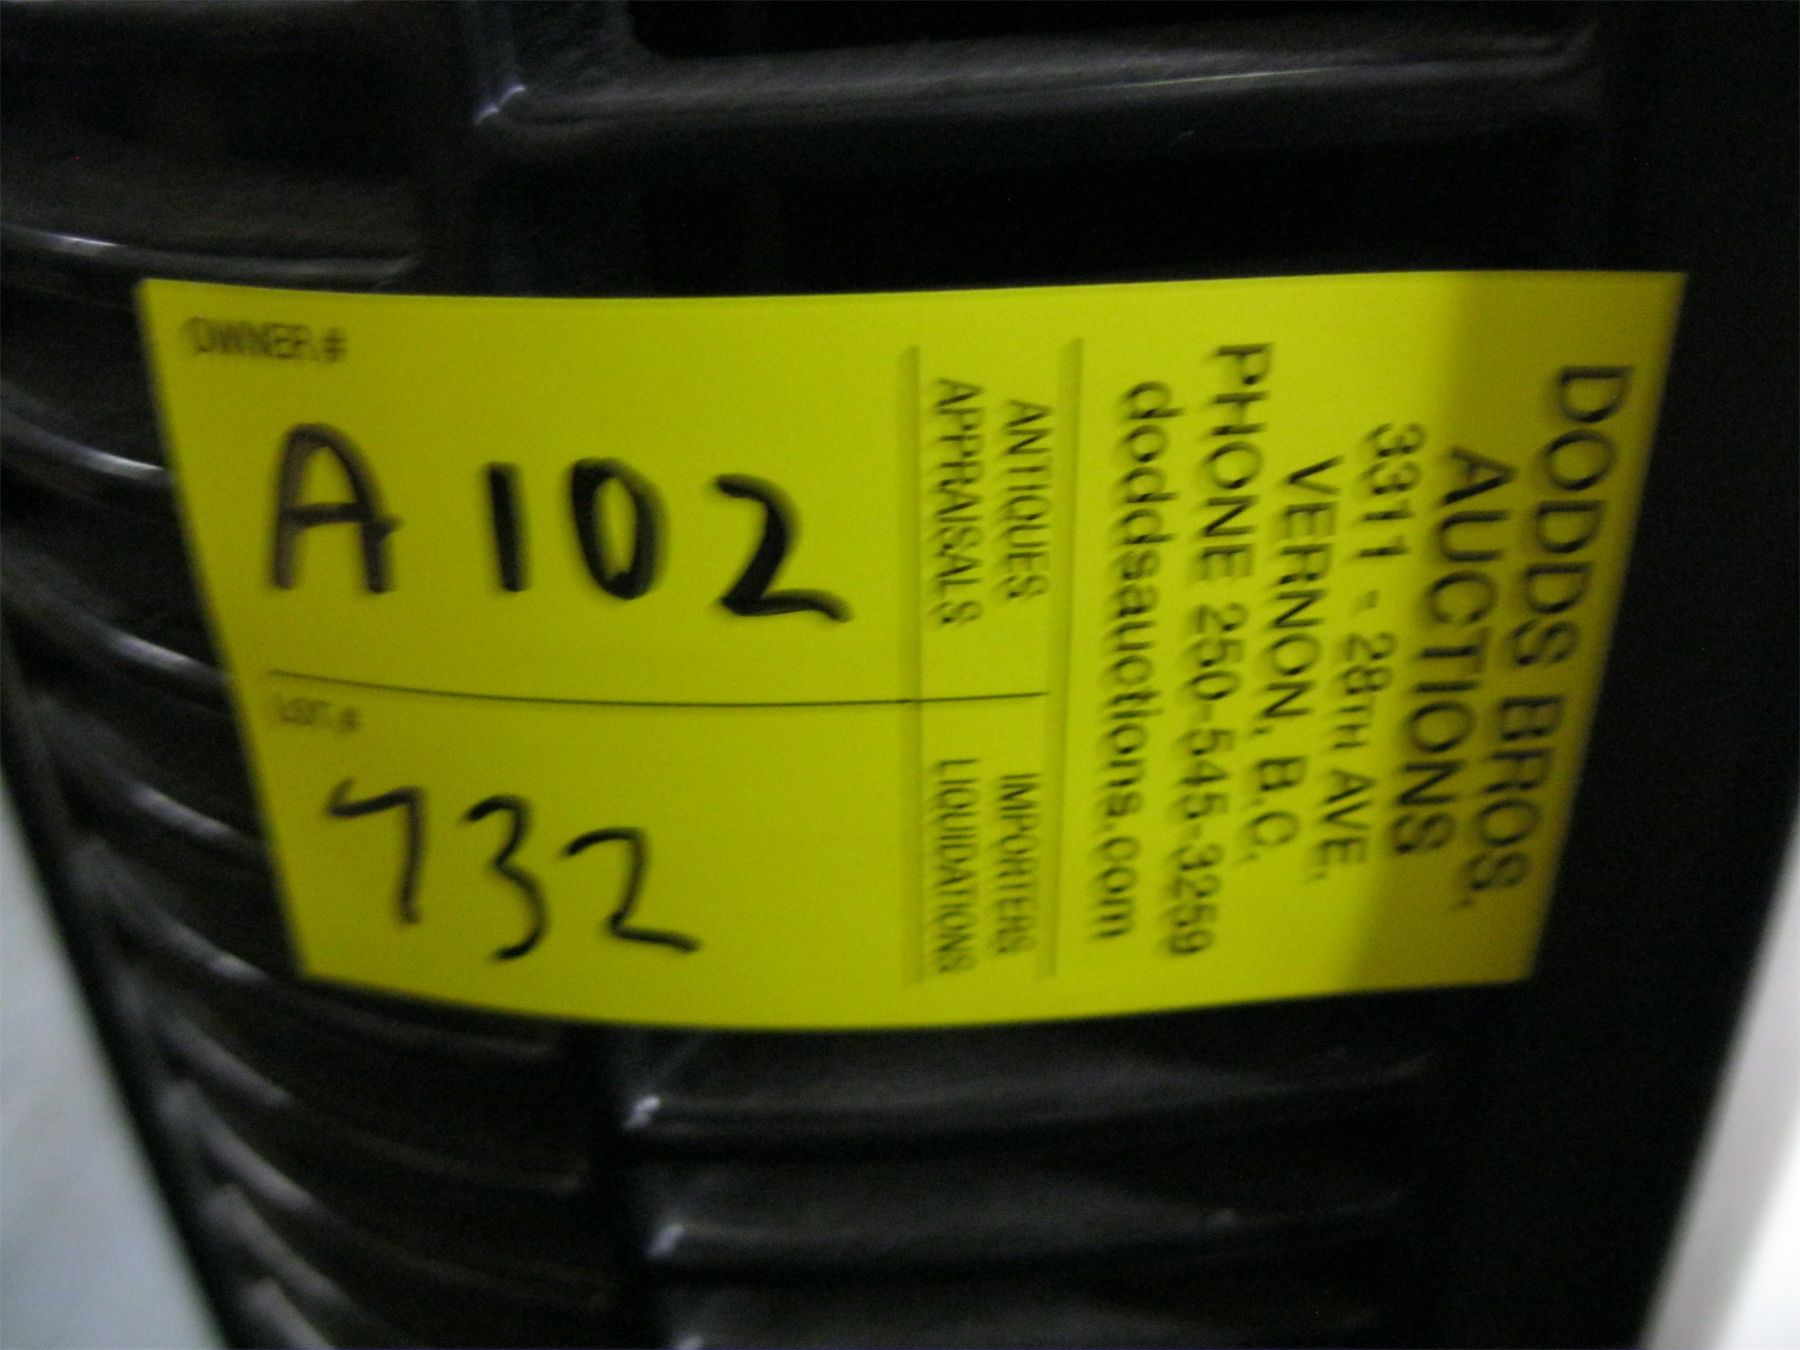 OWNER #
A 102
LOT #
732
DODDS BROS.
AUCTIONS
3311 - 28TH AVE.
VERNON, B.C.
PHONE 250-545-3259
doddsauctions.com
ANTIQUES
APPRAISALS
IMPORTERS
LIQUIDATIONS